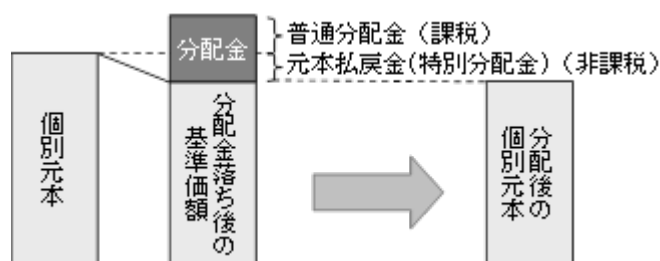 分配金
普通分配金（課税）
元本払戻金(特別分配金)（非課税）
個別元本
分配金落ち後の
基準価額
分配後の
個別元本